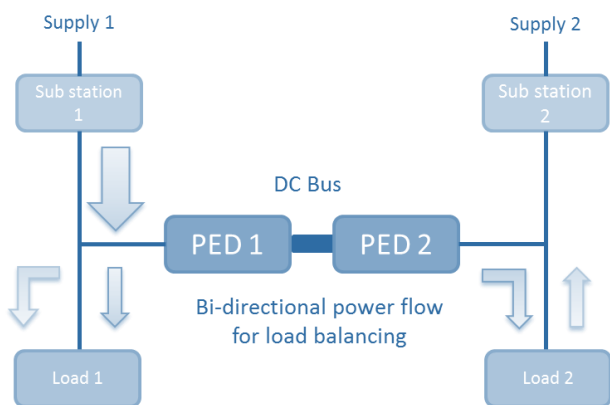 Supply 1
Supply 2
Sub station
1
Sub station
2
DC Bus
PED 1
PED 2
Bi-directional power flow
for load balancing
Load 1
Load 2